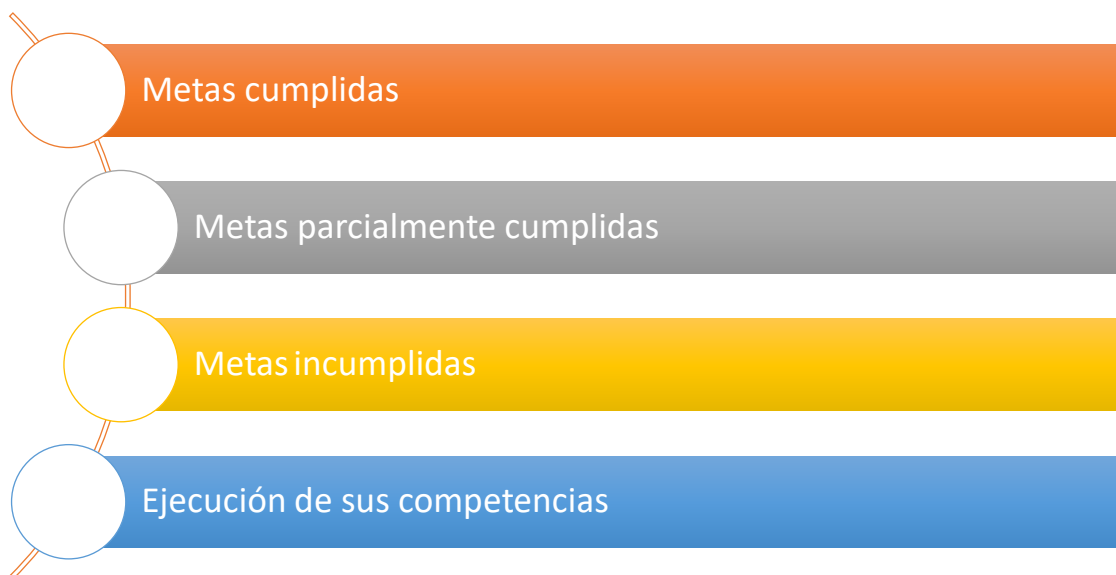 Metas cumplidas
Metas parcialmente cumplidas
Metas incumplidas
Ejecución de sus competencias